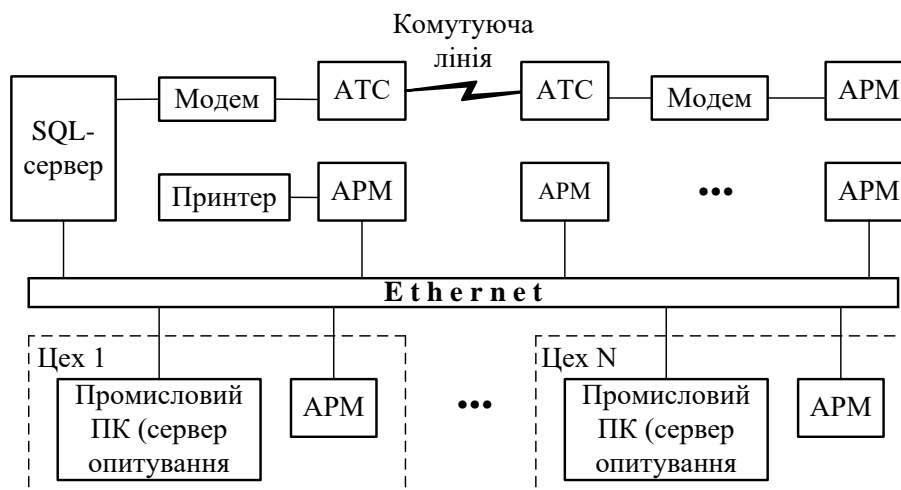 Комутуюча
лінія
SQL-
сервер
Модем
АТС
АТС
Модем
АРМ
Принтер
АРМ
АРМ
•••
АРМ
E t h e r n e t
Цех 1
Промисловий
ПК (сервер
опитування
АРМ
•••
Цех N
Промисловий
ПК (сервер
опитування
АРМ